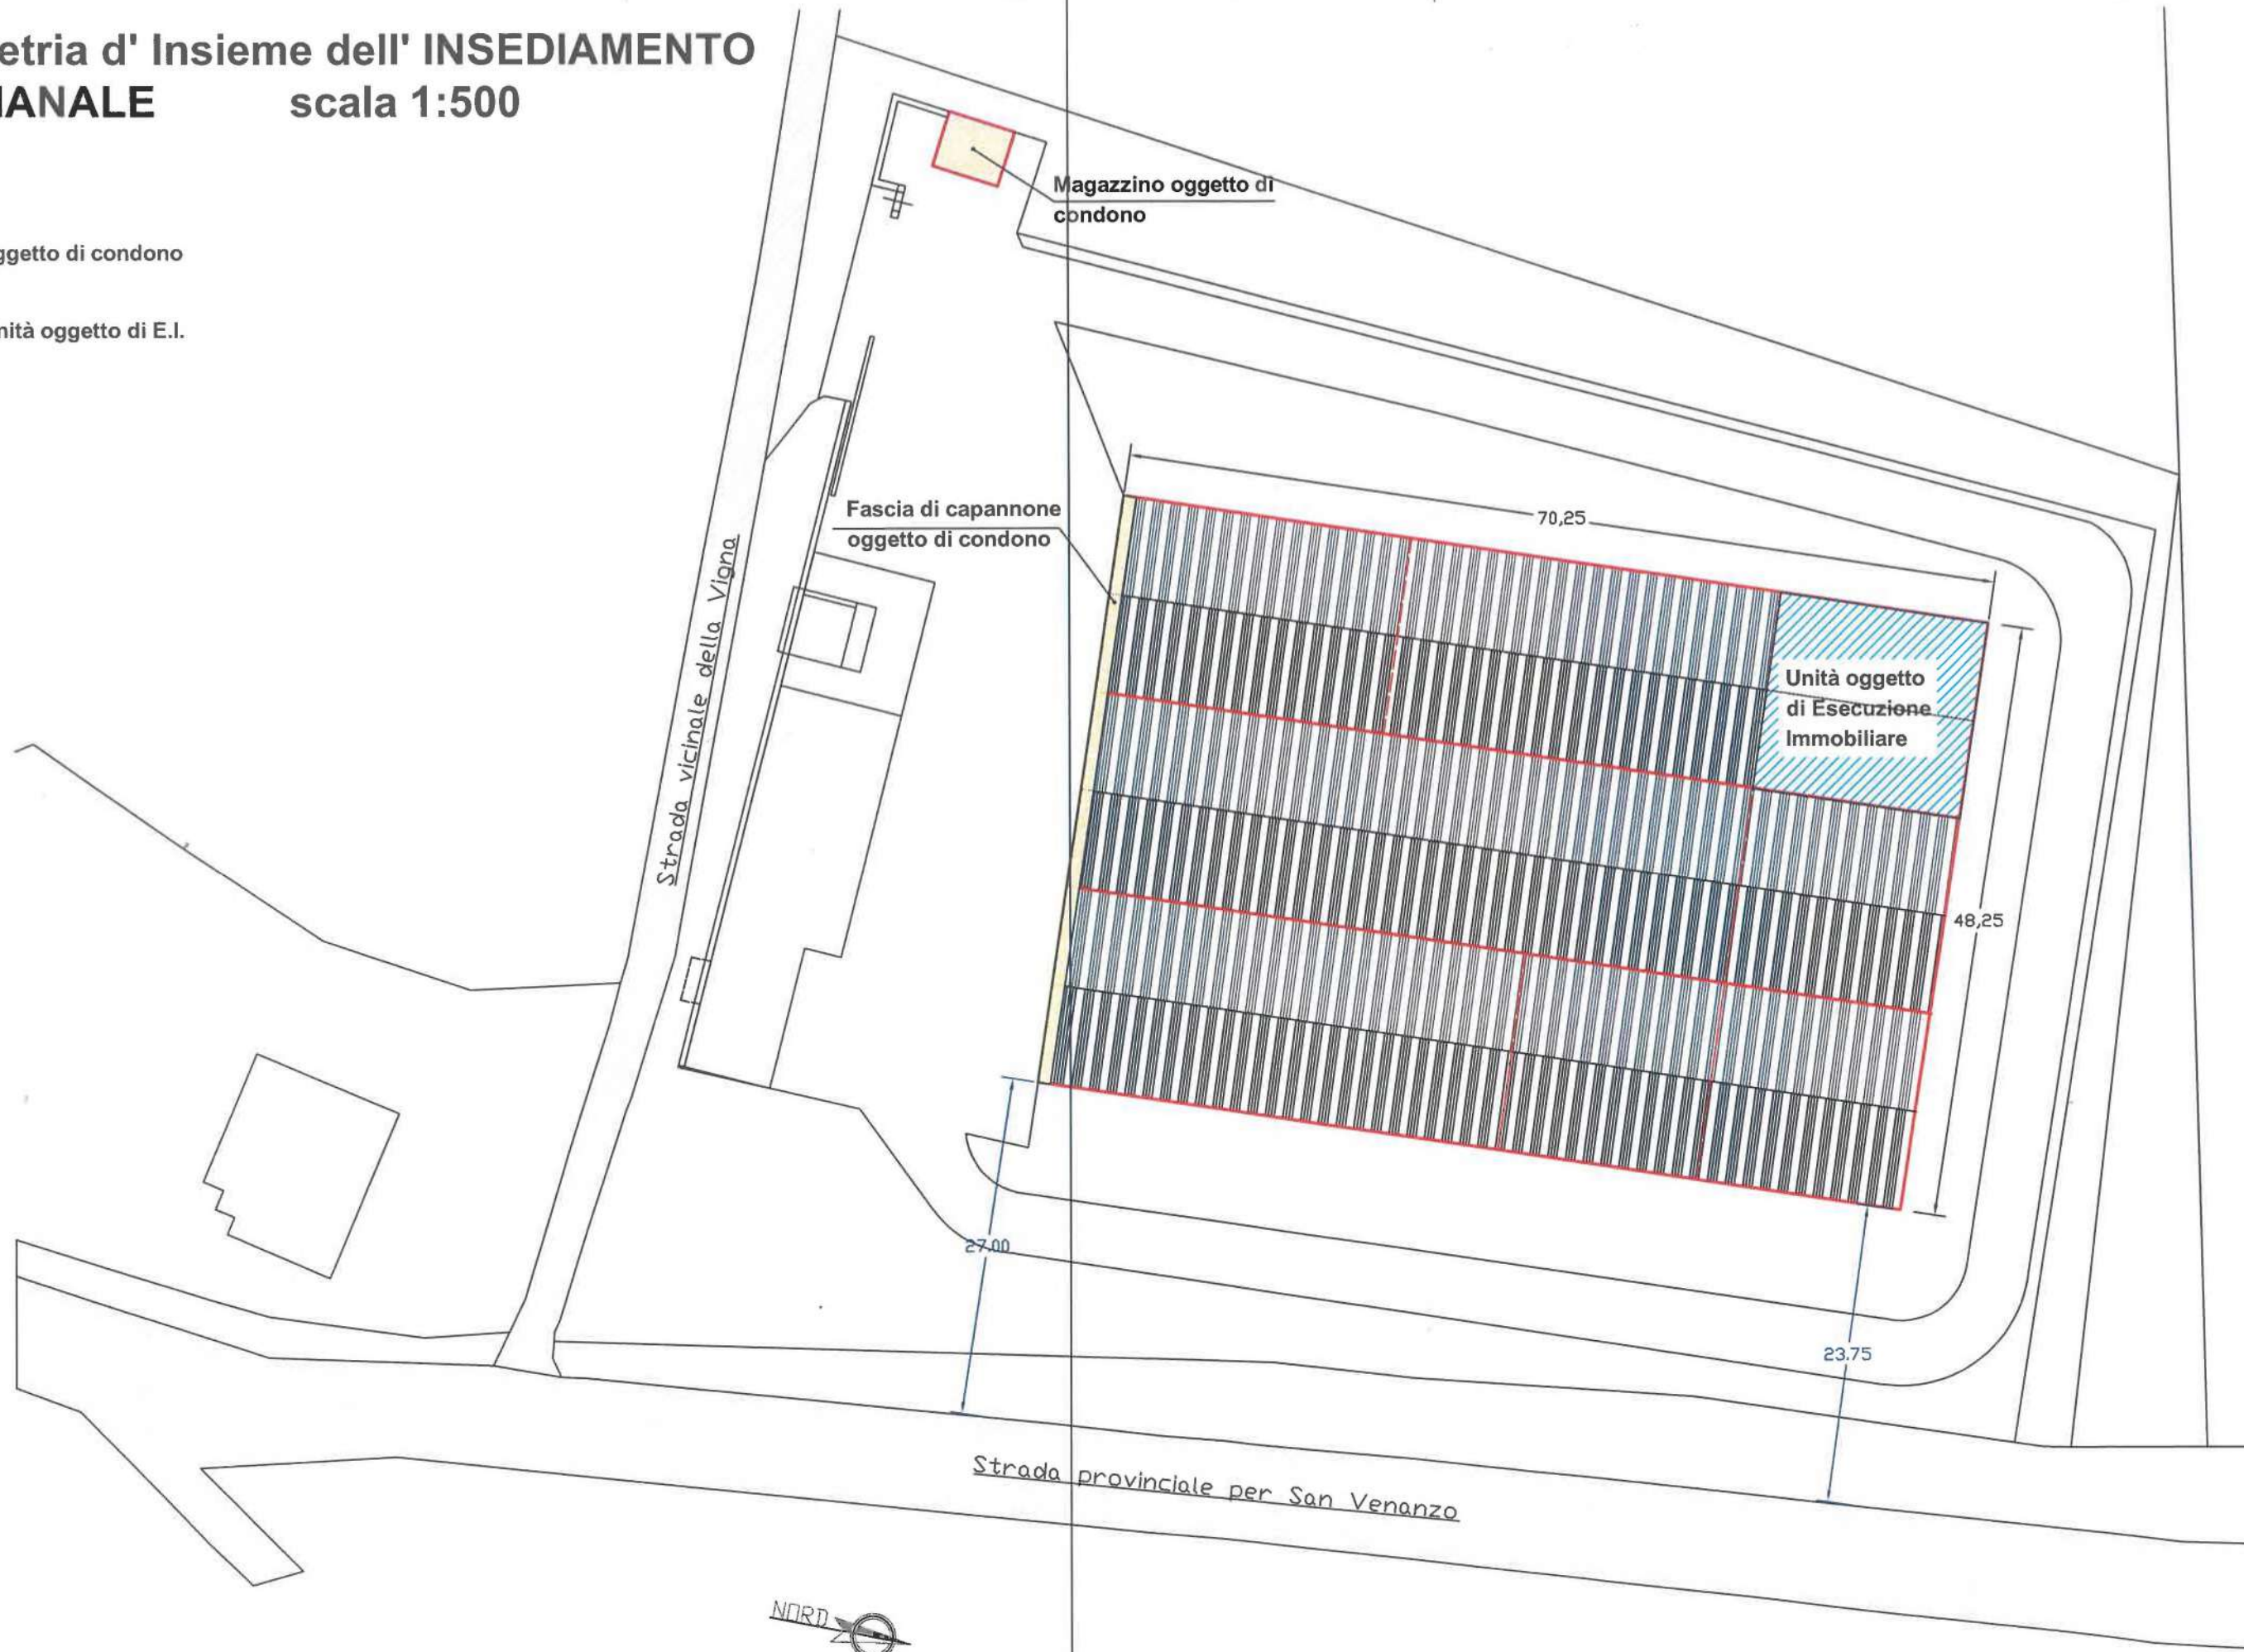 etria d' Insieme dell' INSEDIAMENTO
IANALE scala 1:500
ggetto di condono
nità oggetto di E.I.
Magazzino oggetto di
condono
Fascia di capannone
oggetto di condono
70,25
Strada vicinale della Vigna
Unità oggetto
di Esecuzione
Immobiliare
48,25
27.00
23.75
Strada provinciale per San Venanzo
NORD